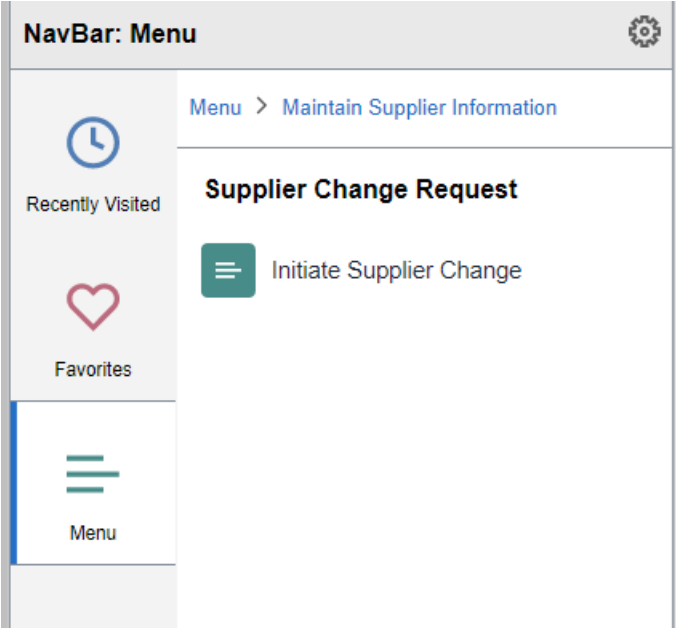 NavBar: Menu
Menu > Maintain Supplier Information
Recently Visited
Supplier Change Request
Initiate Supplier Change
Favorites
Menu